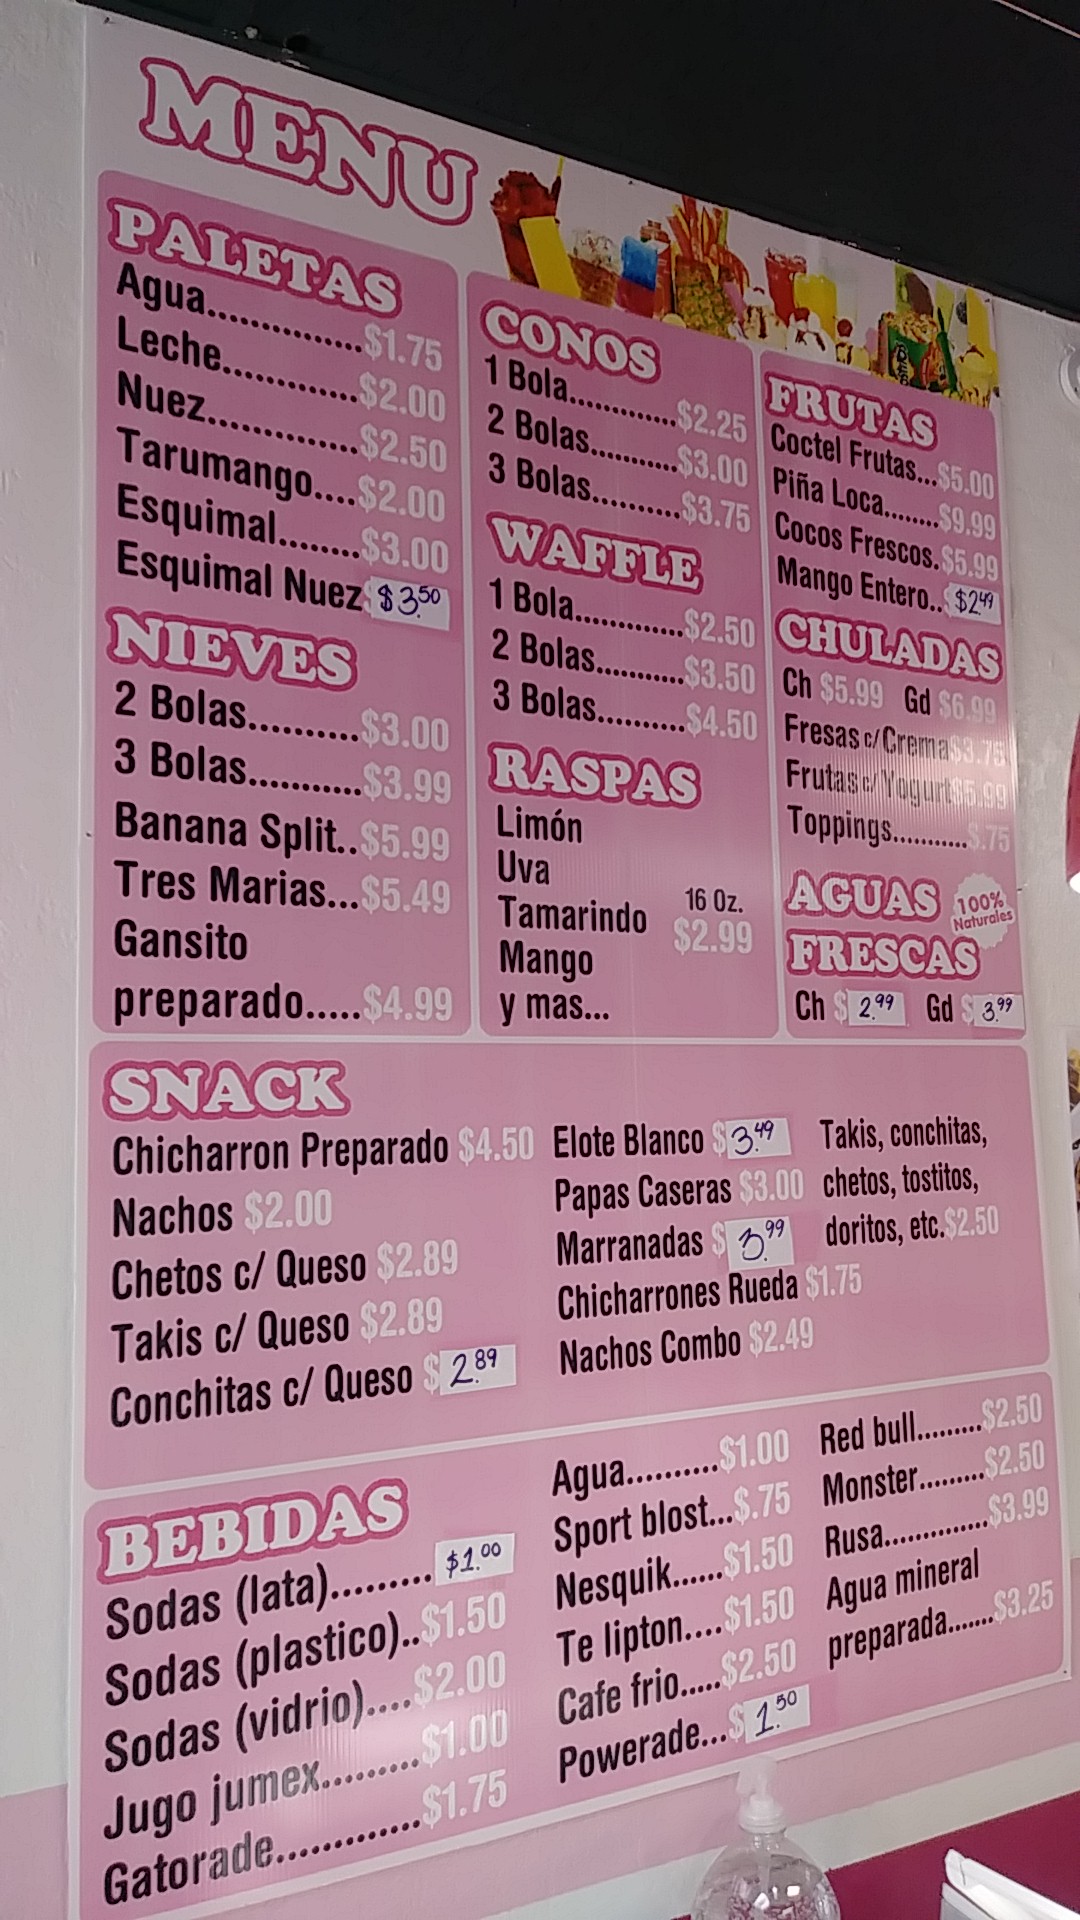 MENU
PALETAS
Agua..............$1.75
Leche............$2.00
Nuez..............$2.50
Tarumango....$2.00
Esquimal........$3.00
Esquimal Nuez $3.50
NIEVES
2 Bolas..........$3.00
3 Bolas...........$3.99
Banana Split..$5.99
Tres Marias...$5.49
Gansito
preparado.....$4.99
CONOS
1 Bola............$2.25
2 Bolas..........$3.00
3 Bolas..........$3.75
WAFFLE
1 Bola.............$2.50
2 Bolas..........$3.50
3 Bolas..........$4.50
RASPAS
Limón
Uva
Tamarindo
Mango
y mas...
16 Oz.
$2.99
FRUTAS
Coctel Frutas...$5.00
Piña Loca........$9.99
Cocos Frescos.$5.99
Mango Entero..$2.49
CHULADAS
Ch $5.99 Gd $6.99
Fresas c/Crema$3.75
Frutas c/Yogurt$5.99
Toppings...........$.75
AGUAS
FRESCAS
100%
Naturales
Ch $2.99 Gd $3.99
SNACK
Chicharron Preparado $4.50
Nachos $2.00
Chetos c/ Queso $2.89
Takis c/ Queso $2.89
Conchitas c/ Queso $2.89
Elote Blanco $3.49
Papas Caseras $3.00
Marranadas $3.99
Chicharrones Rueda $1.75
Nachos Combo $2.49
Takis, conchitas,
chetos, tostitos,
doritos, etc.$2.50
BEBIDAS
Sodas (lata).........$1.00
Sodas (plastico)..$1.50
Sodas (vidrio)....$2.00
Jugo jumex.........$1.00
Gatorade.............$1.75
Agua..........$1.00
Sport blost...$.75
Nesquik......$1.50
Te lipton....$1.50
Cafe frio.....$2.50
Powerade...$1.50
Red bull.........$2.50
Monster.........$2.50
Rusa..............$3.99
Agua mineral
preparada.......$3.25